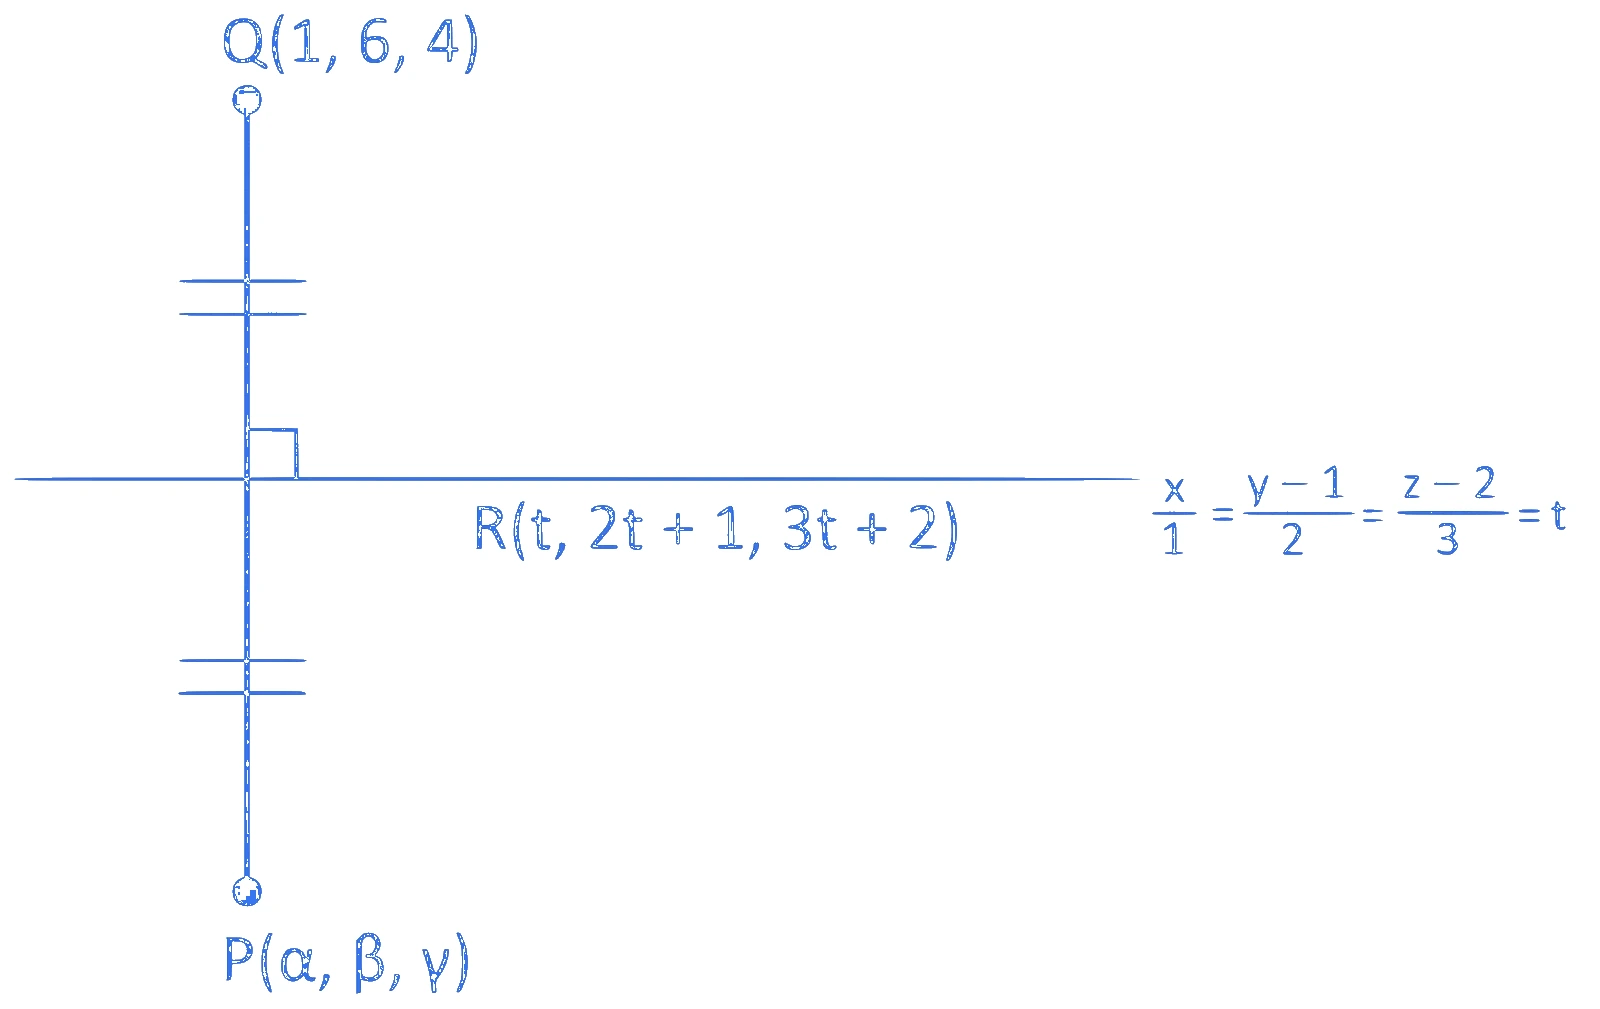 Q(1, 6, 4)
R(t, 2t + 1, 3t + 2)
x/1 = (y − 1)/2 = (z − 2)/3 = t
P(α, β, γ)